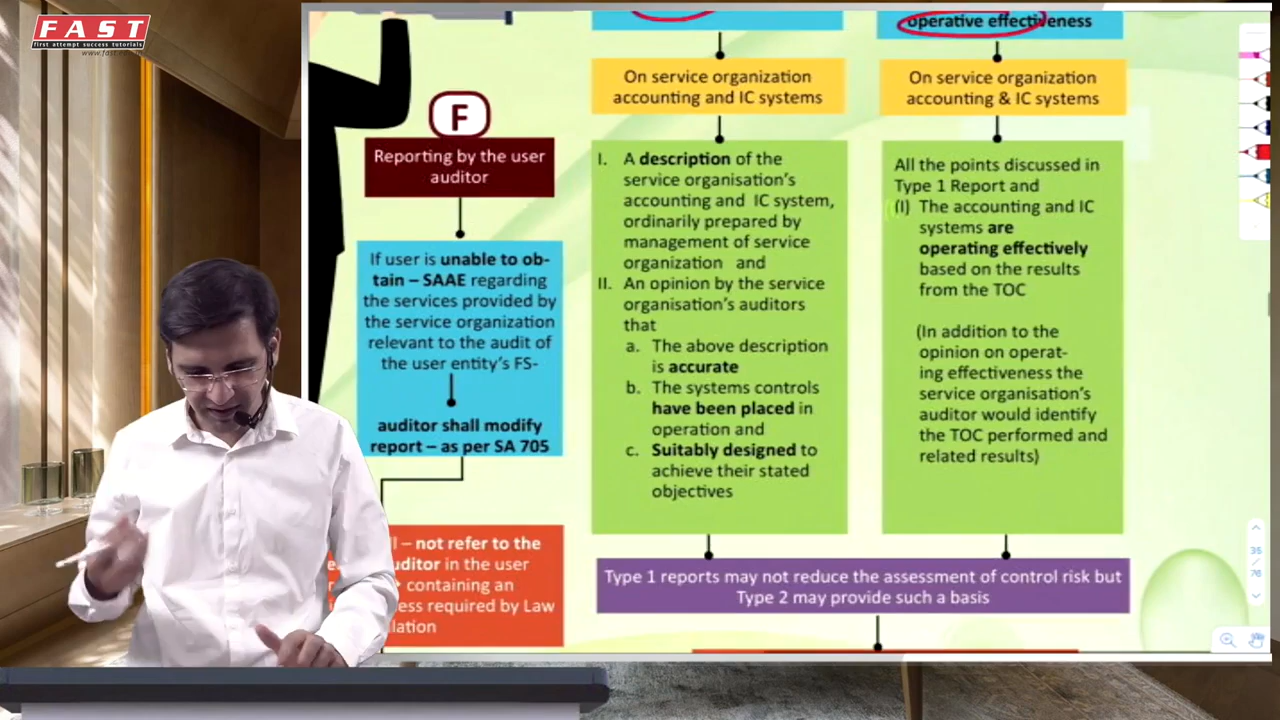 FAST
first attempt success tutorials
F
Reporting by the user
auditor
If user is unable to ob-
tain – SAAE regarding
the services provided by
the service organization
relevant to the audit of
the user entity's FS-
auditor shall modify
report – as per SA 705
– not refer to the
in the user
containing an
required by Law
On service organization
accounting and IC systems
I. A description of the
service organisation's
accounting and IC system,
ordinarily prepared by
management of service
organization and
II. An opinion by the service
organisation's auditors
that
a. The above description
is accurate
b. The systems controls
have been placed in
operation and
c. Suitably designed to
achieve their stated
objectives
operative effectiveness
On service organization
accounting & IC systems
All the points discussed in
Type 1 Report and
(I) The accounting and IC
systems are
operating effectively
based on the results
from the TOC
(In addition to the
opinion on operat-
ing effectiveness the
service organisation's
auditor would identify
the TOC performed and
related results)
Type 1 reports may not reduce the assessment of control risk but
Type 2 may provide such a basis
35
/
76